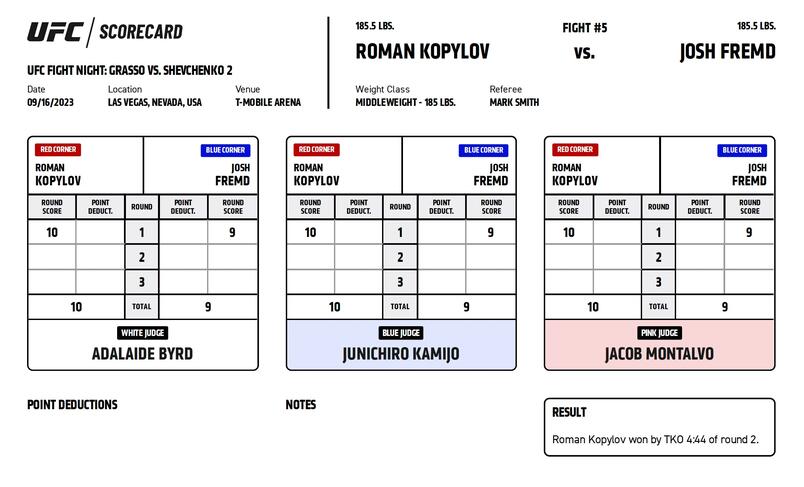 UFC SCORECARD
UFC FIGHT NIGHT: GRASSO VS. SHEVCHENKO 2
Date Location Venue
09/16/2023 LAS VEGAS, NEVADA, USA T-MOBILE ARENA
185.5 LBS. FIGHT #5 185.5 LBS.
ROMAN KOPYLOV VS. JOSH FREMD
Weight Class Referee
MIDDLEWEIGHT - 185 LBS. MARK SMITH
RED CORNER BLUE CORNER
ROMAN JOSH
KOPYLOV FREMD
ROUND SCORE POINT DEDUCT. ROUND POINT DEDUCT. ROUND SCORE
10 1 9
2
3
10 TOTAL 9
WHITE JUDGE
ADALAIDE BYRD
RED CORNER BLUE CORNER
ROMAN JOSH
KOPYLOV FREMD
ROUND SCORE POINT DEDUCT. ROUND POINT DEDUCT. ROUND SCORE
10 1 9
2
3
10 TOTAL 9
BLUE JUDGE
JUNICHIRO KAMIJO
RED CORNER BLUE CORNER
ROMAN JOSH
KOPYLOV FREMD
ROUND SCORE POINT DEDUCT. ROUND POINT DEDUCT. ROUND SCORE
10 1 9
2
3
10 TOTAL 9
PINK JUDGE
JACOB MONTALVO
POINT DEDUCTIONS
NOTES
RESULT
Roman Kopylov won by TKO 4:44 of round 2.